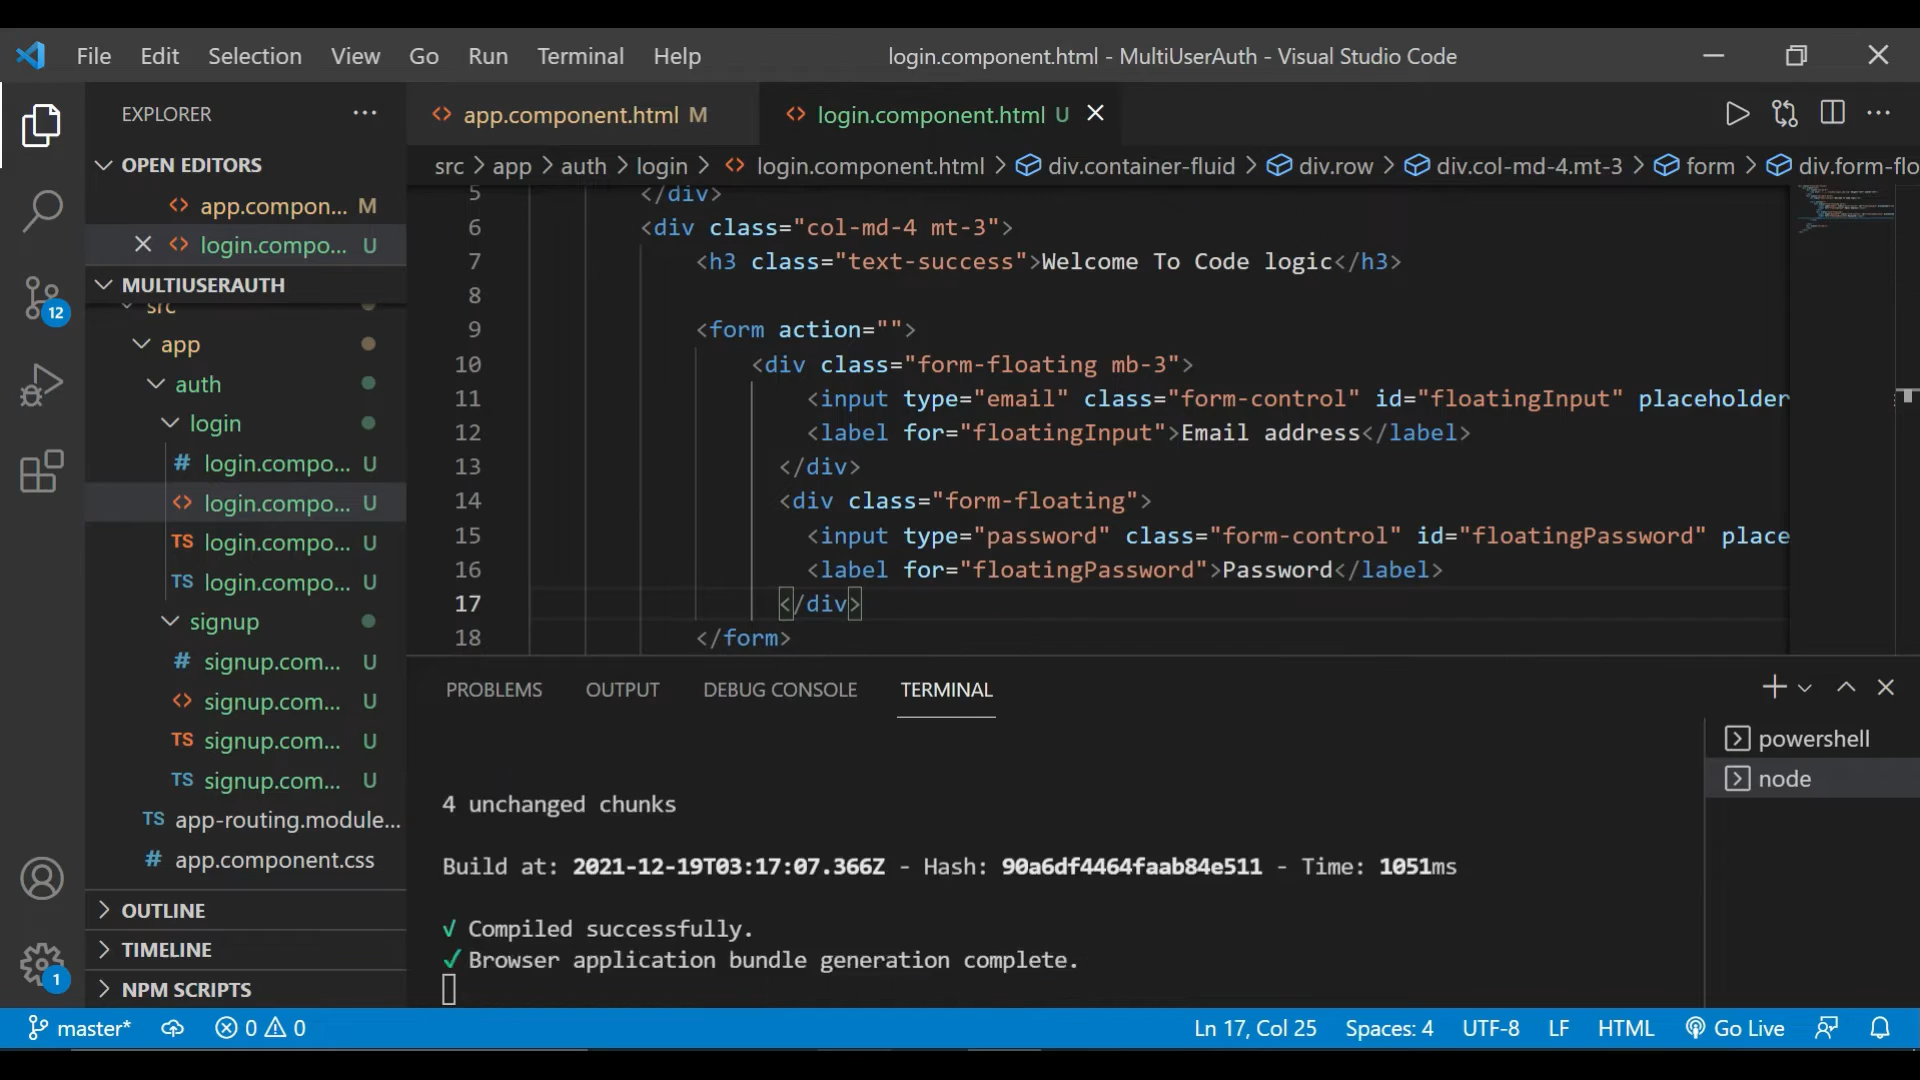 File Edit Selection View Go Run Terminal Help login.component.html - MultiUserAuth - Visual Studio Code
EXPLORER
OPEN EDITORS
app.compon... M
login.compo... U
MULTIUSERAUTH
src
app
auth
login
# login.compo... U
<> login.compo... U
TS login.compo... U
TS login.compo... U
signup
# signup.com... U
<> signup.com... U
TS signup.com... U
TS signup.com... U
TS app-routing.module...
# app.component.css
OUTLINE
TIMELINE
NPM SCRIPTS
12
1
<> app.component.html M
<> login.component.html U
src > app > auth > login > <> login.component.html > div.container-fluid > div.row > div.col-md-4.mt-3 > form > div.form-flo
5 </div>
6 <div class="col-md-4 mt-3">
7 <h3 class="text-success">Welcome To Code logic</h3>
8
9 <form action="">
10 <div class="form-floating mb-3">
11 <input type="email" class="form-control" id="floatingInput" placeholder
12 <label for="floatingInput">Email address</label>
13 </div>
14 <div class="form-floating">
15 <input type="password" class="form-control" id="floatingPassword" place
16 <label for="floatingPassword">Password</label>
17 </div>
18 </form>
PROBLEMS OUTPUT DEBUG CONSOLE TERMINAL
4 unchanged chunks
Build at: 2021-12-19T03:17:07.366Z - Hash: 90a6df4464faab84e511 - Time: 1051ms
√ Compiled successfully.
✓ Browser application bundle generation complete.
powershell
node
master* 0 0 Ln 17, Col 25 Spaces: 4 UTF-8 LF HTML Go Live